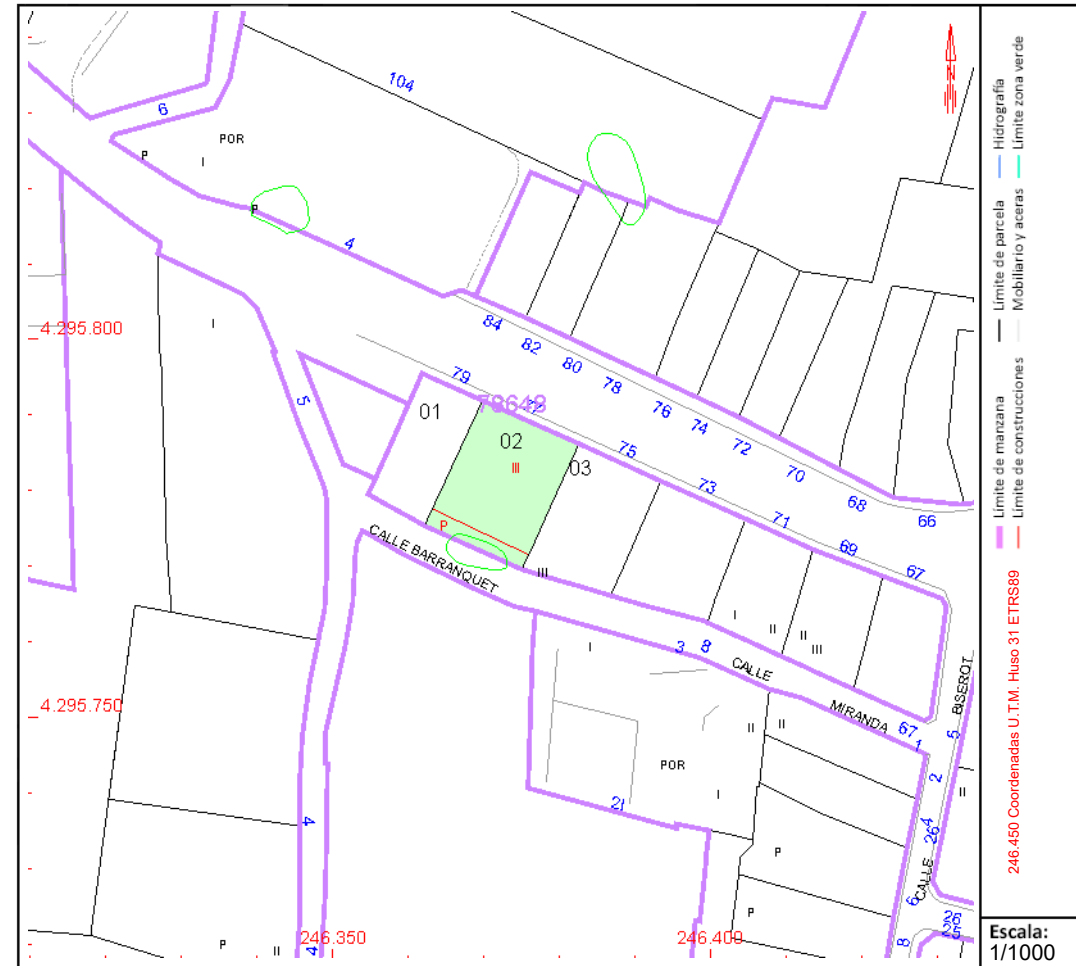 104
6
POR
P
I
P
4
N
84
82
80
78
76
74
72
70
68
66
4.295.800
I
5
79
78648
77
01
02
III
03
75
73
71
69
67
P
CALLE BARRANQUET
III
I
II
II
III
I
3
8
CALLE
MIRANDA
67
1
BISEROT
5
2
4
26
CALLE
6
8
26
25
II
4.295.750
II
II
POR
I
21
P
P
4
4
P
II
246.350
246.400
Límite de manzana
Límite de parcela
Hidrografía
Límite de construcciones
Mobiliario y aceras
Límite zona verde
246.450 Coordenadas U.T.M. Huso 31 ETRS89
Escala:
1/1000